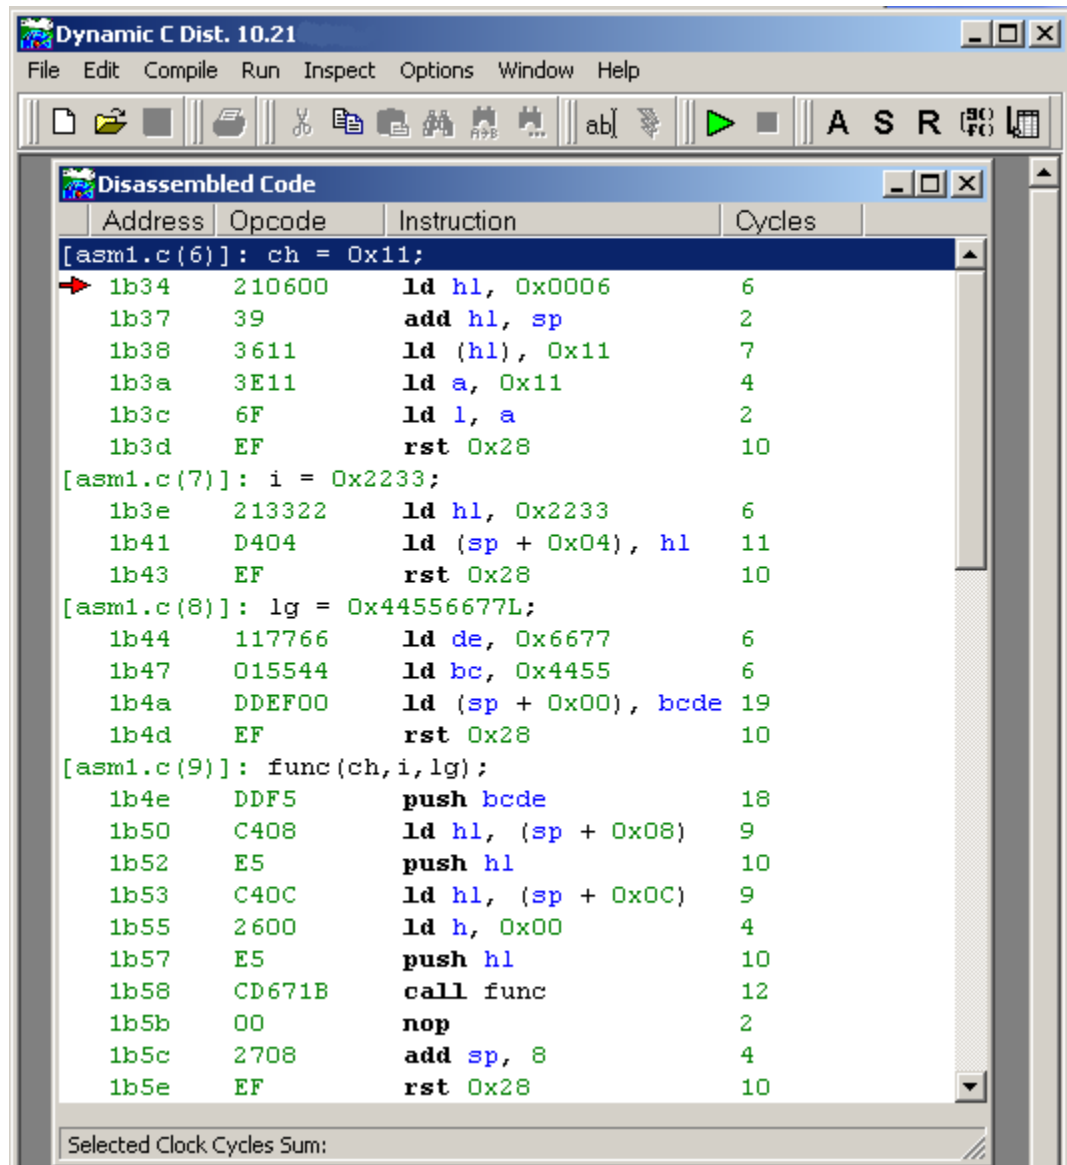 Dynamic C Dist. 10.21
File Edit Compile Run Inspect Options Window Help
ab A S R
Disassembled Code
Address Opcode Instruction Cycles
[asm1.c(6)]: ch = 0x11;
1b34 210600 ld hl, 0x0006 6
1b37 39 add hl, sp 2
1b38 3611 ld (hl), 0x11 7
1b3a 3E11 ld a, 0x11 4
1b3c 6F ld l, a 2
1b3d EF rst 0x28 10
[asm1.c(7)]: i = 0x2233;
1b3e 213322 ld hl, 0x2233 6
1b41 D404 ld (sp + 0x04), hl 11
1b43 EF rst 0x28 10
[asm1.c(8)]: lg = 0x44556677L;
1b44 117766 ld de, 0x6677 6
1b47 015544 ld bc, 0x4455 6
1b4a DDEF00 ld (sp + 0x00), bcde 19
1b4d EF rst 0x28 10
[asm1.c(9)]: func(ch,i,lg);
1b4e DDF5 push bcde 18
1b50 C408 ld hl, (sp + 0x08) 9
1b52 E5 push hl 10
1b53 C40C ld hl, (sp + 0x0C) 9
1b55 2600 ld h, 0x00 4
1b57 E5 push hl 10
1b58 CD671B call func 12
1b5b 00 nop 2
1b5c 2708 add sp, 8 4
1b5e EF rst 0x28 10
Selected Clock Cycles Sum: